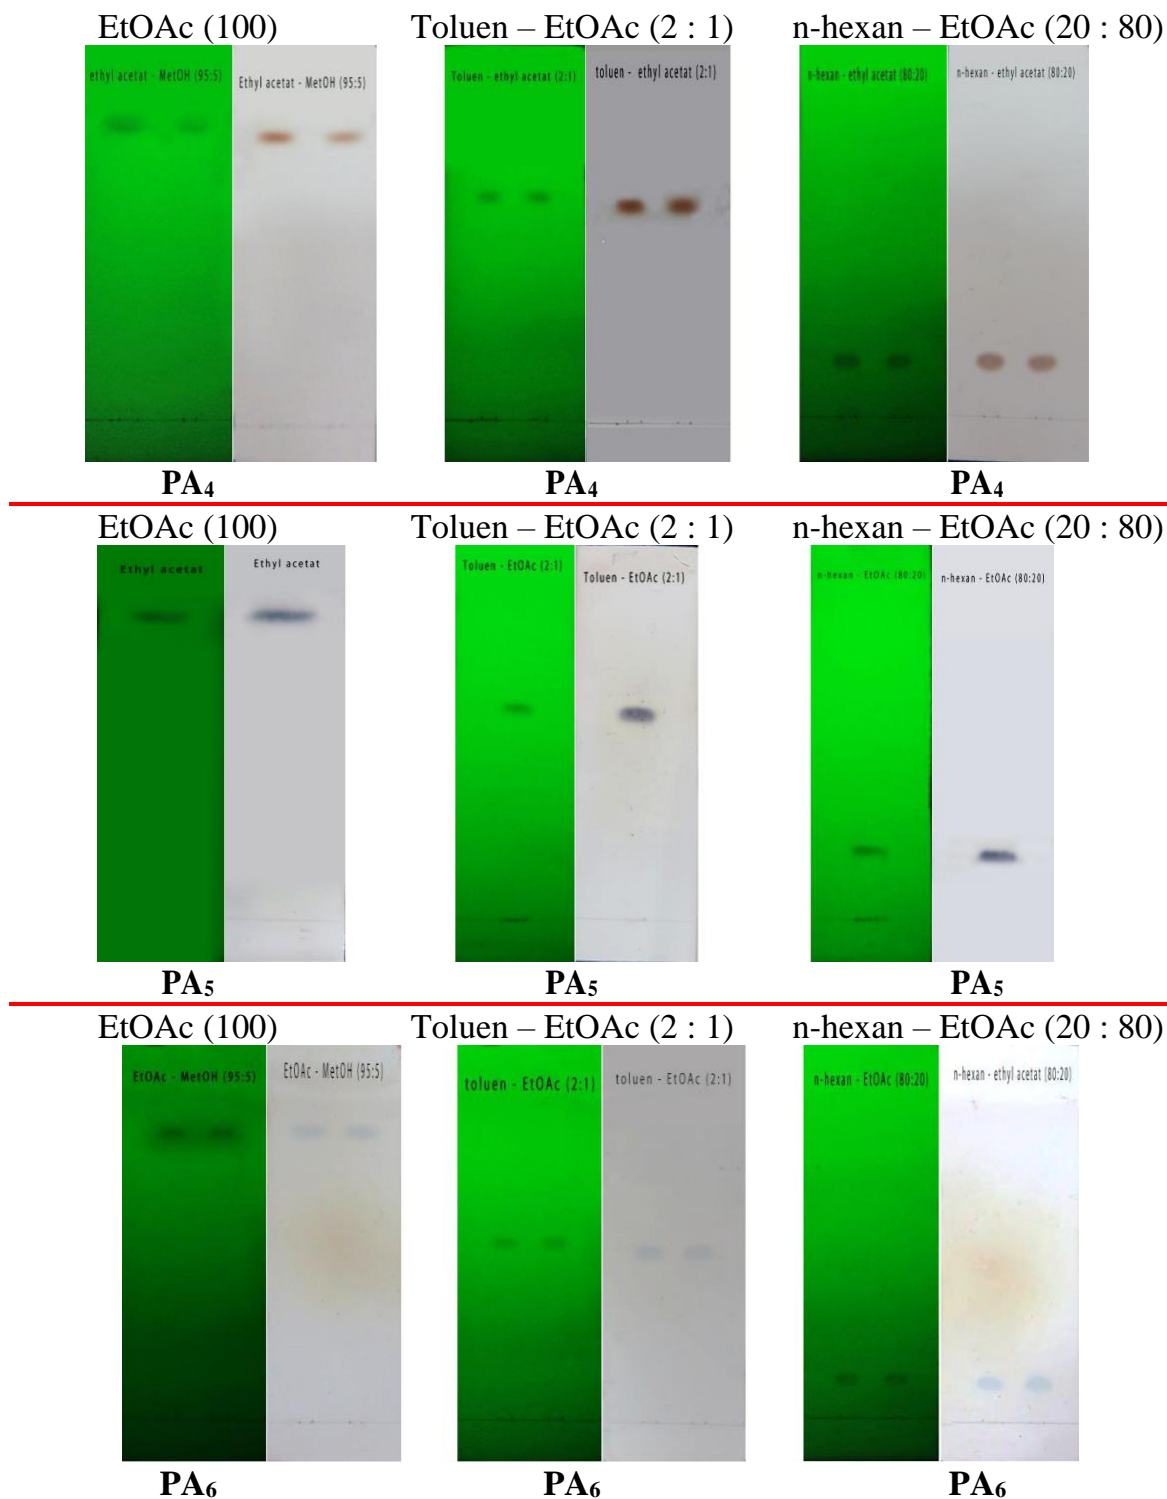 EtOAc (100) Toluen – EtOAc (2 : 1) n-hexan – EtOAc (20 : 80)
ethyl acetat - MetOH (95:5) Ethyl acetat - MetOH (95:5) Toluen - ethyl acetat (2:1) toluen - ethyl acetat (2:1) n-hexan - ethyl acetat (80:20) n-hexan - ethyl acetat (80:20)
PA4 PA4 PA4
EtOAc (100) Toluen – EtOAc (2 : 1) n-hexan – EtOAc (20 : 80)
Ethyl acetat Ethyl acetat Toluen - EtOAc (2:1) Toluen - EtOAc (2:1) n-hexan - EtOAc (80:20) n-hexan - EtOAc (80:20)
PA5 PA5 PA5
EtOAc (100) Toluen – EtOAc (2 : 1) n-hexan – EtOAc (20 : 80)
EtOAc - MetOH (95:5) EtOAc - MetOH (95:5) toluen - EtOAc (2:1) toluen - EtOAc (2:1) n-hexan - EtOAc (80:20) n-hexan - ethyl acetat (80:20)
PA6 PA6 PA6